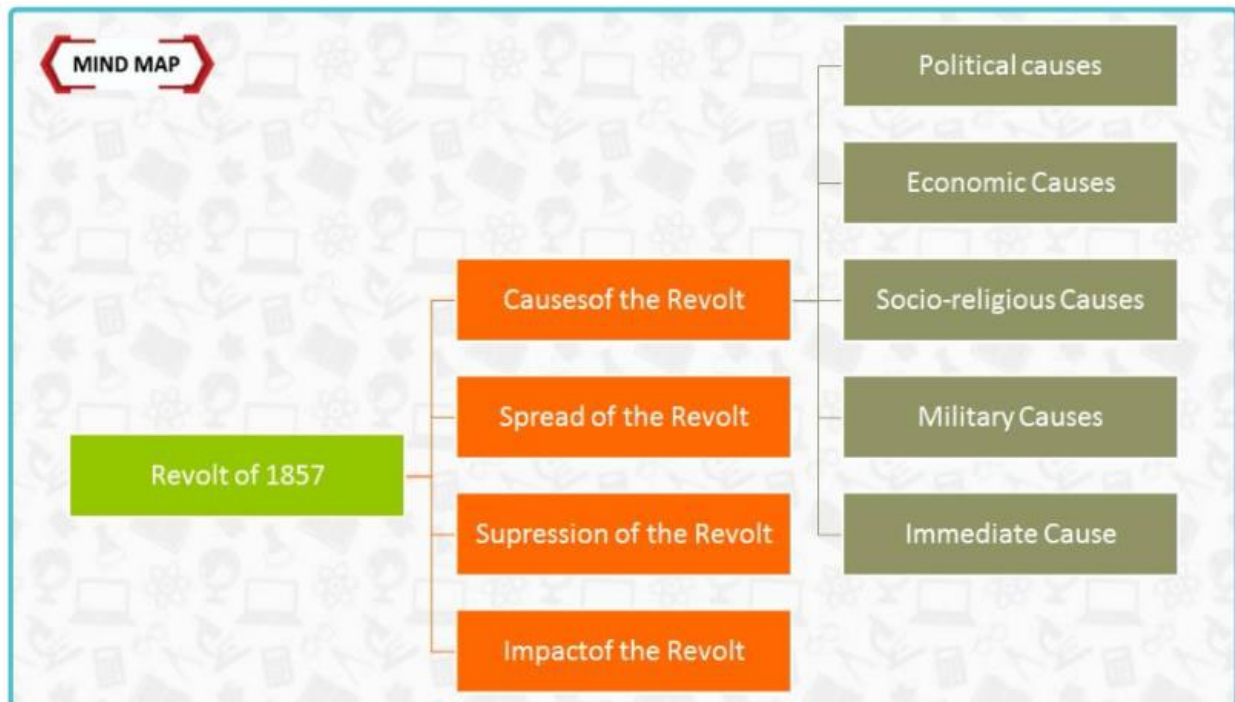 MIND MAP
Political causes
Economic Causes
Causesof the Revolt
Socio-religious Causes
Spread of the Revolt
Military Causes
Revolt of 1857
Supression of the Revolt
Immediate Cause
Impactof the Revolt